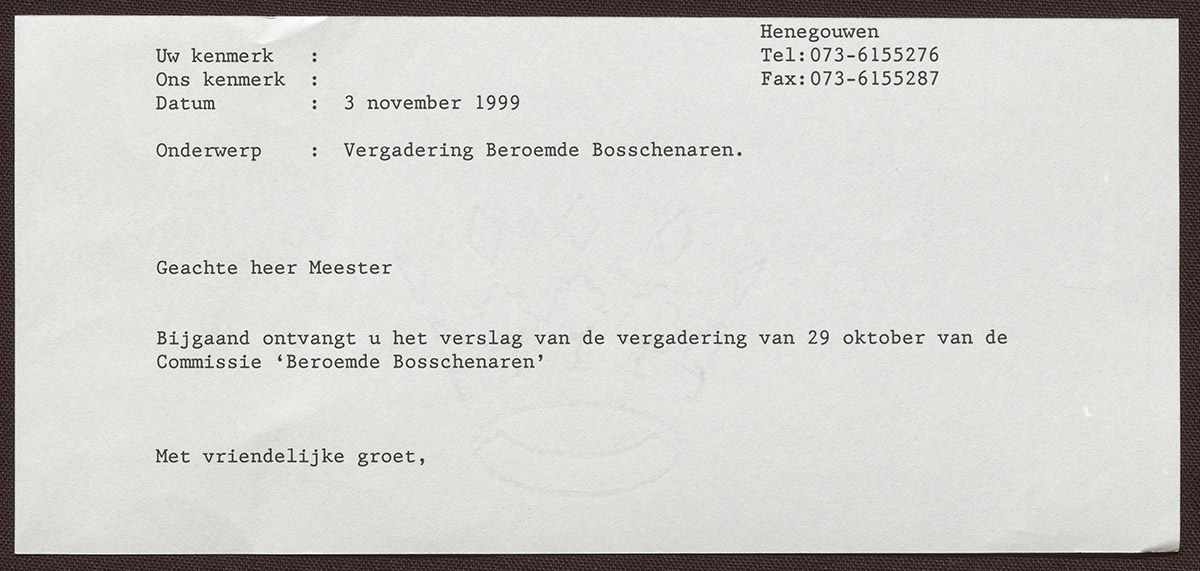 Henegouwen
Uw kenmerk : Tel:073-6155276
Ons kenmerk : Fax:073-6155287
Datum : 3 november 1999
Onderwerp : Vergadering Beroemde Bosschenaren.
Geachte heer Meester
Bijgaand ontvangt u het verslag van de vergadering van 29 oktober van de
Commissie ‘Beroemde Bosschenaren’
Met vriendelijke groet,